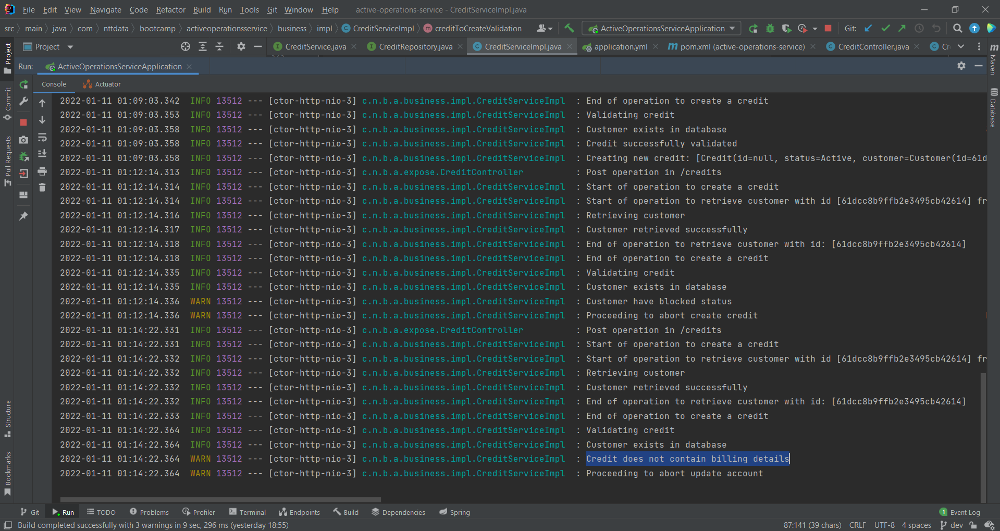 File Edit View Navigate Code Refactor Build Run Tools Git Window Help active-operations-service - CreditServiceImpl.java
src main java com nttdata bootcamp activeoperationsservice business impl CreditServiceImpl creditToCreateValidation ActiveOperationsServiceApplication Git:
Project CreditService.java CreditRepository.java CreditServiceImpl.java application.yml pom.xml (active-operations-service) CreditController.java Cr
Run: ActiveOperationsServiceApplication
Console Actuator
2022-01-11 01:09:03.342 INFO 13512 --- [ctor-http-nio-3] c.n.b.a.business.impl.CreditServiceImpl : End of operation to create a credit
2022-01-11 01:09:03.353 INFO 13512 --- [ctor-http-nio-3] c.n.b.a.business.impl.CreditServiceImpl : Validating credit
2022-01-11 01:09:03.358 INFO 13512 --- [ctor-http-nio-3] c.n.b.a.business.impl.CreditServiceImpl : Customer exists in database
2022-01-11 01:09:03.358 INFO 13512 --- [ctor-http-nio-3] c.n.b.a.business.impl.CreditServiceImpl : Credit successfully validated
2022-01-11 01:09:03.358 INFO 13512 --- [ctor-http-nio-3] c.n.b.a.business.impl.CreditServiceImpl : Creating new credit: [Credit(id=null, status=Active, customer=Customer(id=61d
2022-01-11 01:12:14.313 INFO 13512 --- [ctor-http-nio-3] c.n.b.a.expose.CreditController : Post operation in /credits
2022-01-11 01:12:14.314 INFO 13512 --- [ctor-http-nio-3] c.n.b.a.business.impl.CreditServiceImpl : Start of operation to create a credit
2022-01-11 01:12:14.314 INFO 13512 --- [ctor-http-nio-3] c.n.b.a.business.impl.CreditServiceImpl : Start of operation to retrieve customer with id [61dcc8b9ffb2e3495cb42614] fr
2022-01-11 01:12:14.316 INFO 13512 --- [ctor-http-nio-3] c.n.b.a.business.impl.CreditServiceImpl : Retrieving customer
2022-01-11 01:12:14.317 INFO 13512 --- [ctor-http-nio-3] c.n.b.a.business.impl.CreditServiceImpl : Customer retrieved successfully
2022-01-11 01:12:14.318 INFO 13512 --- [ctor-http-nio-3] c.n.b.a.business.impl.CreditServiceImpl : End of operation to retrieve customer with id: [61dcc8b9ffb2e3495cb42614]
2022-01-11 01:12:14.318 INFO 13512 --- [ctor-http-nio-3] c.n.b.a.business.impl.CreditServiceImpl : End of operation to create a credit
2022-01-11 01:12:14.335 INFO 13512 --- [ctor-http-nio-3] c.n.b.a.business.impl.CreditServiceImpl : Validating credit
2022-01-11 01:12:14.335 INFO 13512 --- [ctor-http-nio-3] c.n.b.a.business.impl.CreditServiceImpl : Customer exists in database
2022-01-11 01:12:14.336 WARN 13512 --- [ctor-http-nio-3] c.n.b.a.business.impl.CreditServiceImpl : Customer have blocked status
2022-01-11 01:12:14.336 WARN 13512 --- [ctor-http-nio-3] c.n.b.a.business.impl.CreditServiceImpl : Proceeding to abort create credit
2022-01-11 01:14:22.331 INFO 13512 --- [ctor-http-nio-3] c.n.b.a.expose.CreditController : Post operation in /credits
2022-01-11 01:14:22.331 INFO 13512 --- [ctor-http-nio-3] c.n.b.a.business.impl.CreditServiceImpl : Start of operation to create a credit
2022-01-11 01:14:22.332 INFO 13512 --- [ctor-http-nio-3] c.n.b.a.business.impl.CreditServiceImpl : Start of operation to retrieve customer with id [61dcc8b9ffb2e3495cb42614] fr
2022-01-11 01:14:22.332 INFO 13512 --- [ctor-http-nio-3] c.n.b.a.business.impl.CreditServiceImpl : Retrieving customer
2022-01-11 01:14:22.332 INFO 13512 --- [ctor-http-nio-3] c.n.b.a.business.impl.CreditServiceImpl : Customer retrieved successfully
2022-01-11 01:14:22.332 INFO 13512 --- [ctor-http-nio-3] c.n.b.a.business.impl.CreditServiceImpl : End of operation to retrieve customer with id: [61dcc8b9ffb2e3495cb42614]
2022-01-11 01:14:22.333 INFO 13512 --- [ctor-http-nio-3] c.n.b.a.business.impl.CreditServiceImpl : End of operation to create a credit
2022-01-11 01:14:22.364 INFO 13512 --- [ctor-http-nio-3] c.n.b.a.business.impl.CreditServiceImpl : Validating credit
2022-01-11 01:14:22.364 INFO 13512 --- [ctor-http-nio-3] c.n.b.a.business.impl.CreditServiceImpl : Customer exists in database
2022-01-11 01:14:22.364 WARN 13512 --- [ctor-http-nio-3] c.n.b.a.business.impl.CreditServiceImpl : Credit does not contain billing details
2022-01-11 01:14:22.364 WARN 13512 --- [ctor-http-nio-3] c.n.b.a.business.impl.CreditServiceImpl : Proceeding to abort update account
Project
Commit
Pull Requests
Structure
Bookmarks
Maven
Database
Git Run TODO Problems Profiler Terminal Endpoints Build Dependencies Spring 1 Event Log
Build completed successfully with 3 warnings in 9 sec, 296 ms (yesterday 18:55) 87:141 (39 chars) CRLF UTF-8 4 spaces dev